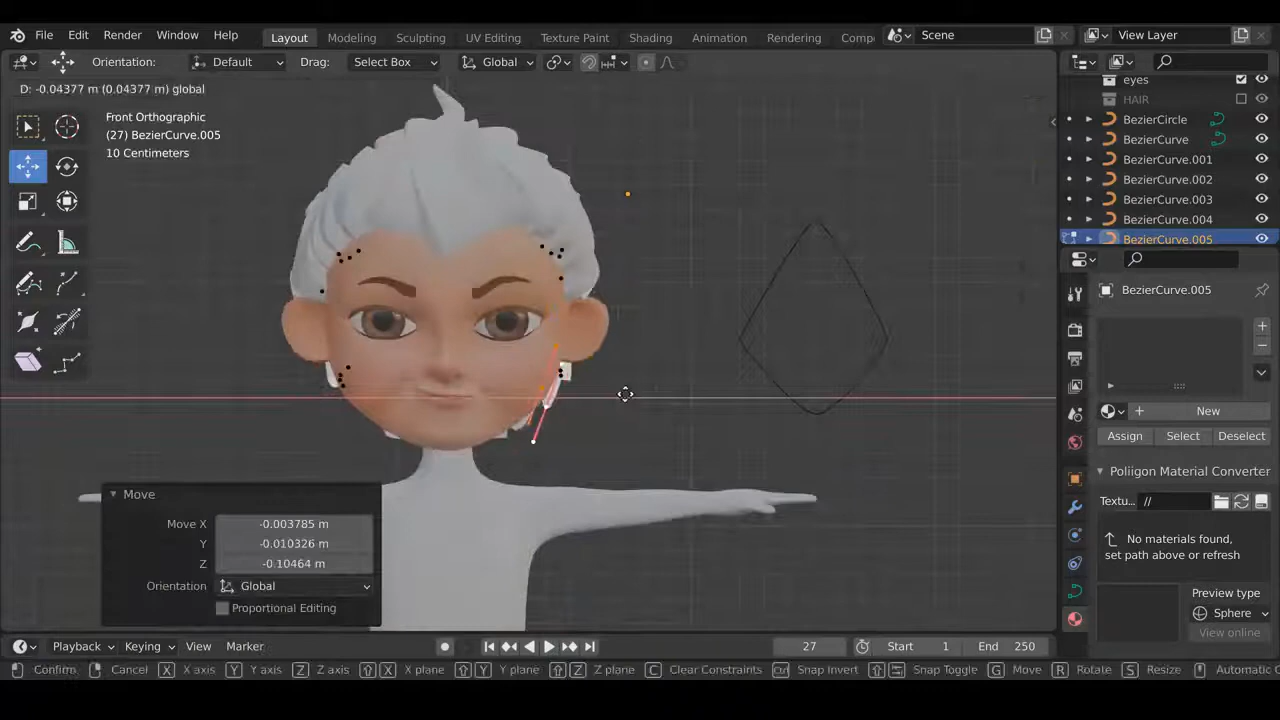 File Edit Render Window Help Layout Modeling Sculpting UV Editing Texture Paint Shading Animation Rendering Comp Scene View Layer
Orientation: Default Drag: Select Box Global
D: -0.04377 m (0.04377 m) global
Front Orthographic
(27) BezierCurve.005
10 Centimeters
eyes
HAIR
BezierCircle
BezierCurve
BezierCurve.001
BezierCurve.002
BezierCurve.003
BezierCurve.004
BezierCurve.005
BezierCurve.005
New
Assign Select Deselect
Poliigon Material Converter
Textu... //
No materials found,
set path above or refresh
Preview type
Sphere
View online
Move
Move X -0.003785 m
Y -0.010326 m
Z -0.10464 m
Orientation Global
Proportional Editing
Playback Keying View Marker 27 Start 1 End 250
Confirm Cancel X X axis Y Y axis Z Z axis X X plane Y Y plane Z Z plane C Clear Constraints Ctrl Snap Invert Snap Toggle G Move R Rotate S Resize Automatic C